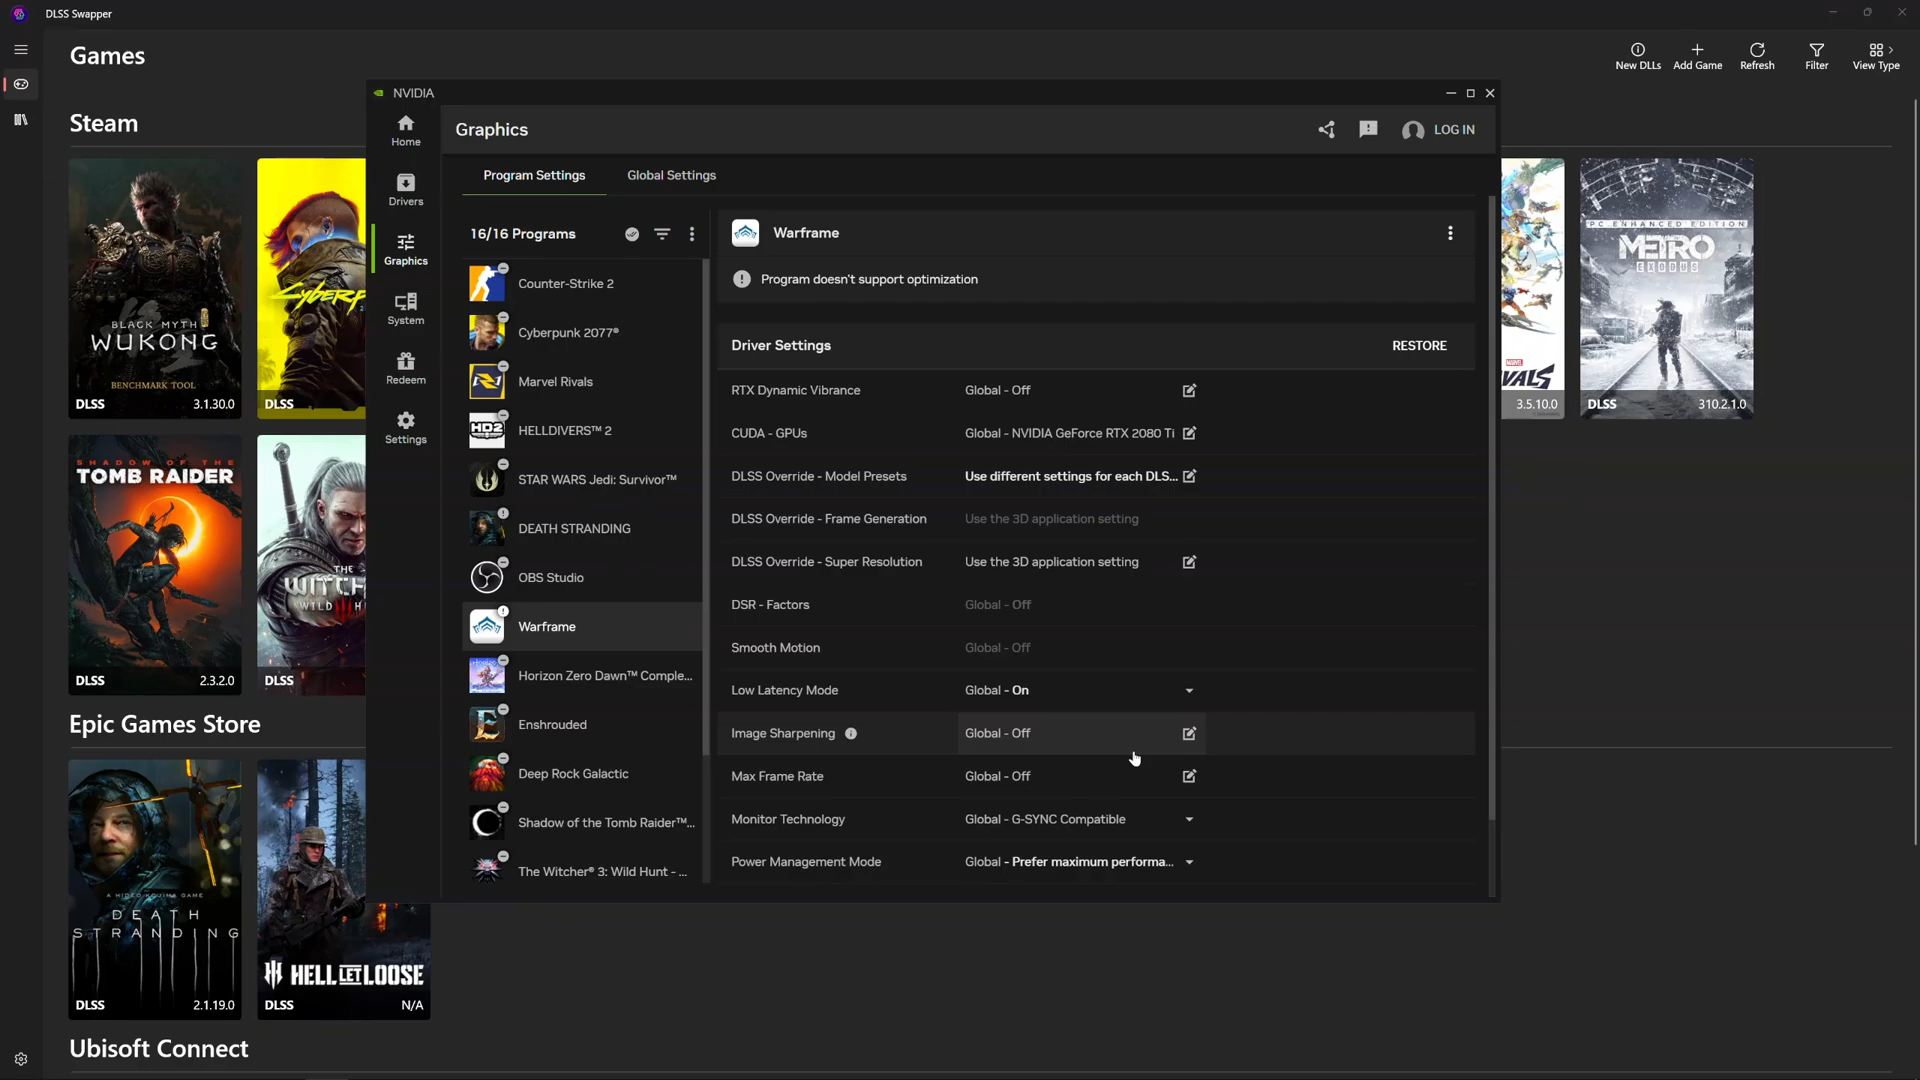 DLSS Swapper
Games
New DLLs
Add Game
Refresh
Filter
View Type
Steam
BLACK MYTH
WUKONG
BENCHMARK TOOL
DLSS 3.1.30.0
DLSS
SHADOW OF THE
TOMB RAIDER
DLSS 2.3.2.0
THE
DLSS
Epic Games Store
A HIDEO KOJIMA GAME
DEATH
STRANDING
DLSS 2.1.19.0
HELL LET LOOSE
DLSS N/A
Ubisoft Connect
MARVEL
3.5.10.0
PC ENHANCED EDITION
METRO
EXODUS
DLSS 310.2.1.0
NVIDIA
Home
Drivers
Graphics
System
Redeem
Settings
Graphics
LOG IN
Program Settings
Global Settings
16/16 Programs
Counter-Strike 2
Cyberpunk 2077®
Marvel Rivals
HD2
HELLDIVERS™ 2
STAR WARS Jedi: Survivor™
DEATH STRANDING
OBS Studio
Warframe
Horizon Zero Dawn™ Comple...
Enshrouded
Deep Rock Galactic
Shadow of the Tomb Raider™...
The Witcher® 3: Wild Hunt - ...
Warframe
Program doesn't support optimization
Driver Settings
RESTORE
RTX Dynamic Vibrance Global - Off
CUDA - GPUs Global - NVIDIA GeForce RTX 2080 Ti
DLSS Override - Model Presets Use different settings for each DLS...
DLSS Override - Frame Generation Use the 3D application setting
DLSS Override - Super Resolution Use the 3D application setting
DSR - Factors Global - Off
Smooth Motion Global - Off
Low Latency Mode Global - On
Image Sharpening Global - Off
Max Frame Rate Global - Off
Monitor Technology Global - G-SYNC Compatible
Power Management Mode Global - Prefer maximum performa...